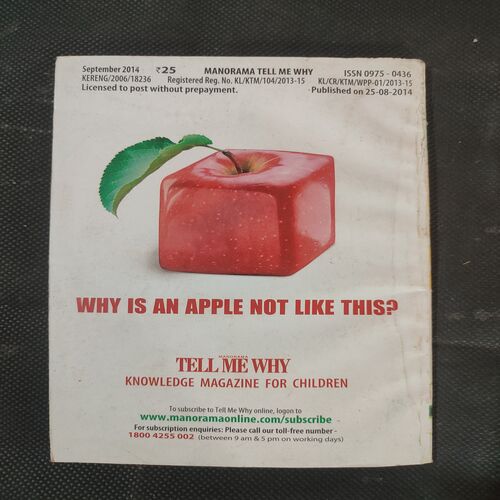 September 2014 ₹25 MANORAMA TELL ME WHY ISSN 0975 - 0436
KERENG/2006/18236 Registered Reg. No. KL/KTM/104/2013-15 KL/CR/KTM/WPP-01/2013-15
Licensed to post without prepayment. Published on 25-08-2014
WHY IS AN APPLE NOT LIKE THIS?
MANORAMA
TELL ME WHY
KNOWLEDGE MAGAZINE FOR CHILDREN
To subscribe to Tell Me Why online, logon to
www.manoramaonline.com/subscribe
For subscription enquiries: Please call our toll-free number -
1800 4255 002 (between 9 am & 5 pm on working days)